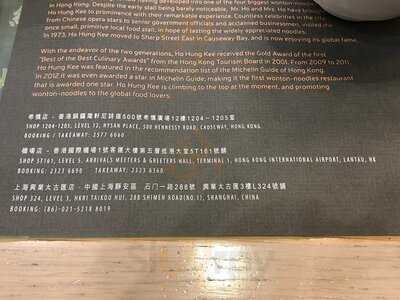 in Hong Kong. Despite the early stall being barely noticeable, Mr. Ho and Mrs. Ho have brought
Ho Hung Kee to prominence with their remarkable experience. Countless celebrities in the city
from Chinese opera stars to senior government officials and acclaimed businessmen, visited the
once small, primitive local food stall, in hope of tasting the widely appreciated noodles.
In 1973, Ho Hung Kee moved to Sharp Street East in Causeway Bay, and is now enjoying its global fame.
With the endeavor of the two generations, Ho Hung Kee received the Gold Award of the first
"Best of the Best Culinary Awards" from the Hong Kong Tourism Board in 2001. From 2009 to 2011
Ho Hung Kee was featured in the recommendation list of the Michelin Guide of Hong Kong
In 2012 it was even awarded a star in Michelin Guide; making it the first wonton-noodles restaurant
that is awarded one star. Ho Hung Kee is climbing to the top at the moment, and promoting
wonton-noodles to the global food lovers.
希慎店 - 香港銅鑼灣軒尼詩道500號希慎廣場12樓1204-1205室
SHOP 1204-1205, LEVEL 12, HYSAN PLACE, 500 HENNESSY ROAD, CAUSEWAY, HONG KONG
BOOKING / TAKEAWAY: 2577 6060
機場店 - 香港國際機場1號客運大樓第五層抵港大堂5T161號舖
SHOP 5T161, LEVEL 5, ARRIVALS MEETERS & GREETERS HALL, TERMINAL 1, HONG KONG INTERNATIONAL AIRPORT, LANTAU, HK
BOOKING: 2323 6690 TAKEAWAY: 2323 6360
上海興業太古匯店 - 中國上海靜安區 石門一路288號 興業太古匯3樓L324號舖
SHOP 324, LEVEL 3, HKRI TAIKOO HUI, 288 SHIMEN ROAD(NO.1), SHANGHAI, CHINA
BOOKING: (86)-021-5218 8019